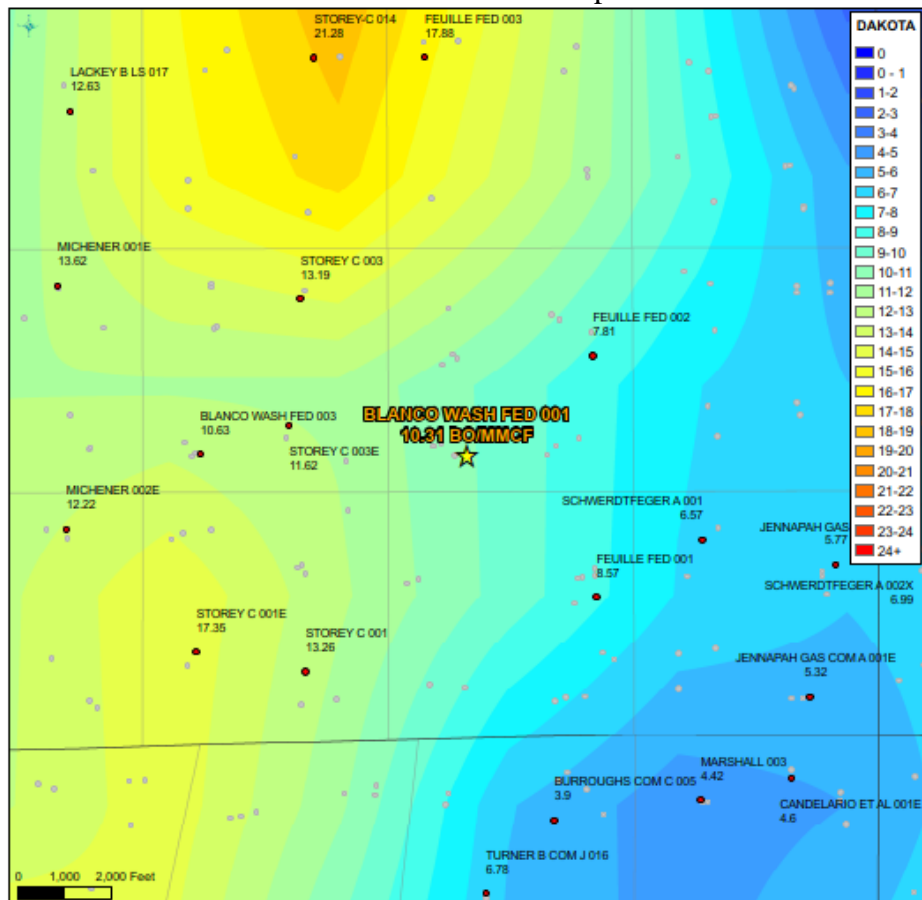 STOREY-C 014
21.28
FEUILLE FED 003
17.88
LACKEY B LS 017
12.63
MICHENER 001E
13.62
STOREY C 003
13.19
FEUILLE FED 002
7.81
BLANCO WASH FED 003
10.63
BLANCO WASH FED 001
10.31 BO/MMCF
STOREY C 003E
11.62
MICHENER 002E
12.22
SCHWERDTFEGER A 001
6.57
JENNAPAH GAS
5.77
FEUILLE FED 001
8.57
SCHWERDTFEGER A 002X
6.99
STOREY C 001E
17.35
STOREY C 001
13.26
JENNAPAH GAS COM A 001E
5.32
MARSHALL 003
4.42
BURROUGHS COM C 005
3.9
CANDELARIO ET AL 001E
4.6
TURNER B COM J 016
6.78
0 1,000 2,000 Feet
DAKOTA
0
0 - 1
1-2
2-3
3-4
4-5
5-6
6-7
7-8
8-9
9-10
10-11
11-12
12-13
13-14
14-15
15-16
16-17
17-18
18-19
19-20
20-21
21-22
22-23
23-24
24+